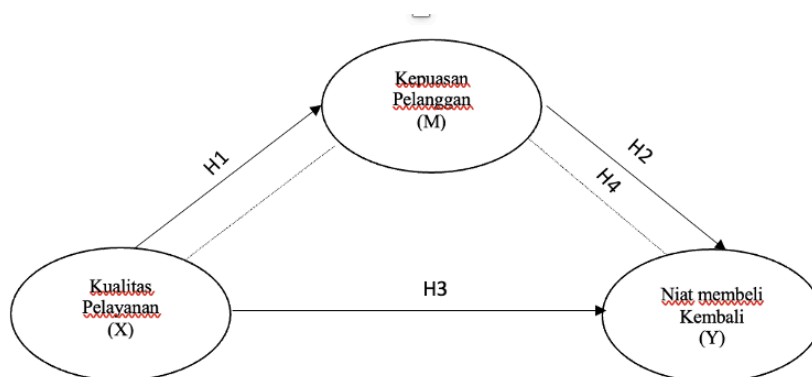 Kepuasan
Pelanggan
(M)
H1
H2
H4
Kualitas
Pelayanan
(X)
H3
Niat membeli
Kembali
(Y)